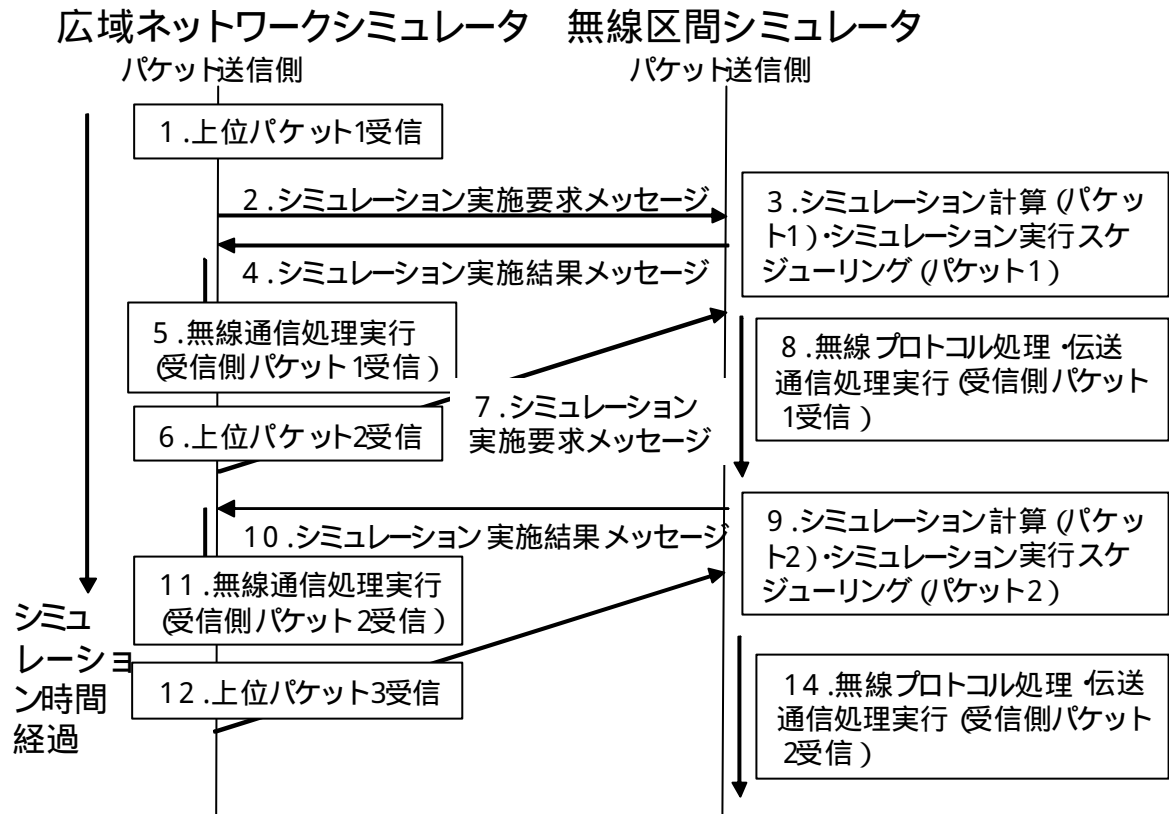 広域ネットワークシミュレータ 無線区間シミュレータ
パケット送信側 パケット送信側
1.上位パケット1受信
2.シミュレーション実施要求メッセージ
3.シミュレーション計算(パケッ
ト1)・シミュレーション実行スケ
ジューリング(パケット1)
4.シミュレーション実施結果メッセージ
5.無線通信処理実行
(受信側パケット1受信)
6.上位パケット2受信
7.シミュレーション
実施要求メッセージ
8.無線プロトコル処理・伝送
通信処理実行(受信側パケット
1受信)
9.シミュレーション計算(パケッ
ト2)・シミュレーション実行スケ
ジューリング(パケット2)
10.シミュレーション実施結果メッセージ
11.無線通信処理実行
(受信側パケット2受信)
12.上位パケット3受信
14.無線プロトコル処理・伝送
通信処理実行(受信側パケット
2受信)
シミュ
レーショ
ン時間
経過